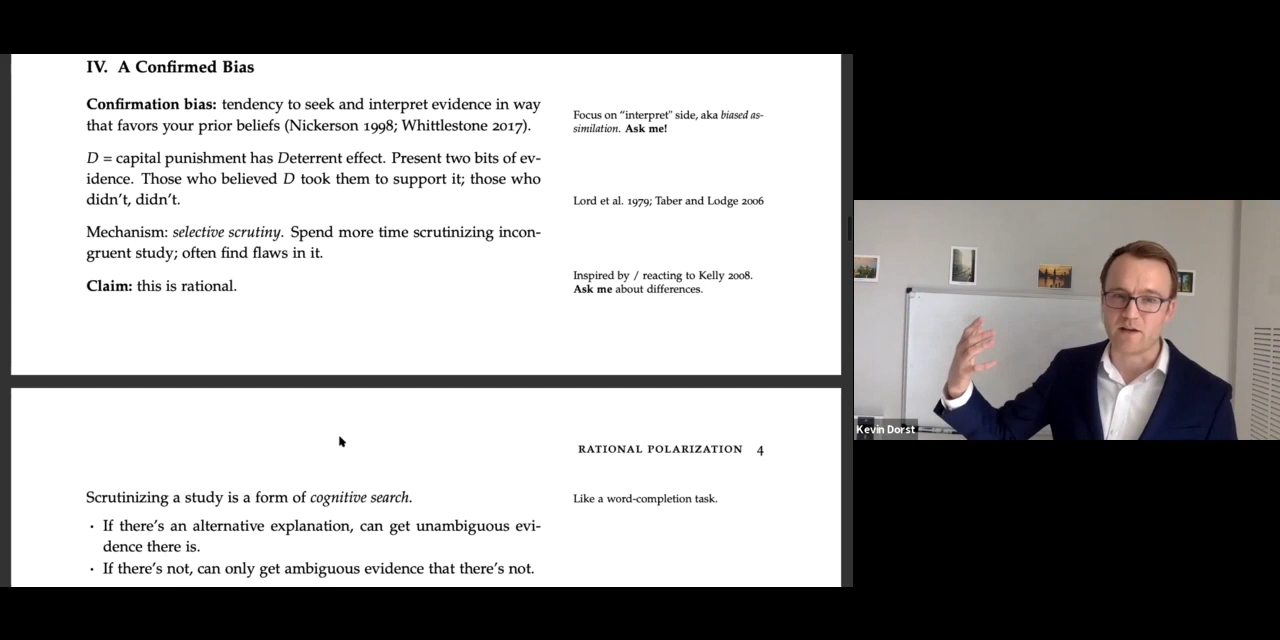 IV. A Confirmed Bias
Confirmation bias: tendency to seek and interpret evidence in way
that favors your prior beliefs (Nickerson 1998; Whittlestone 2017).
Focus on “interpret" side, aka biased as-
similation. Ask me!
D = capital punishment has Deterrent effect. Present two bits of ev-
idence. Those who believed D took them to support it; those who
didn't, didn't.
Lord et al. 1979; Taber and Lodge 2006
Mechanism: selective scrutiny. Spend more time scrutinizing incon-
gruent study; often find flaws in it.
Claim: this is rational.
Inspired by / reacting to Kelly 2008.
Ask me about differences.
RATIONAL POLARIZATION 4
Scrutinizing a study is a form of cognitive search.
Like a word-completion task.
· If there's an alternative explanation, can get unambiguous evi-
dence there is.
· If there's not, can only get ambiguous evidence that there's not.
Kevin Dorst